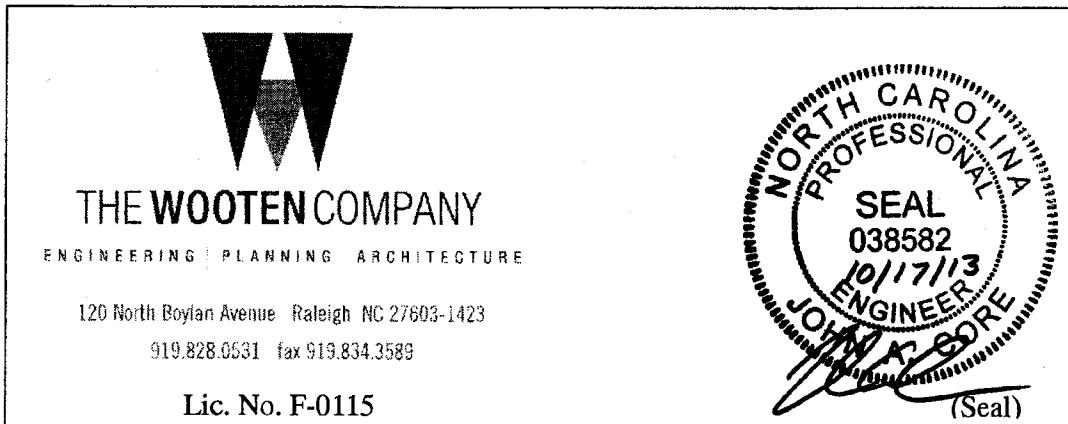 THE WOOTEN COMPANY
ENGINEERING PLANNING ARCHITECTURE
120 North Boylan Avenue Raleigh NC 27603-1423
919.828.0531 fax 919.834.3589
Lic. No. F-0115
NORTH CAROLINA
PROFESSIONAL
SEAL
038582
10/17/13
ENGINEER
JOHN A. CORE
(Seal)